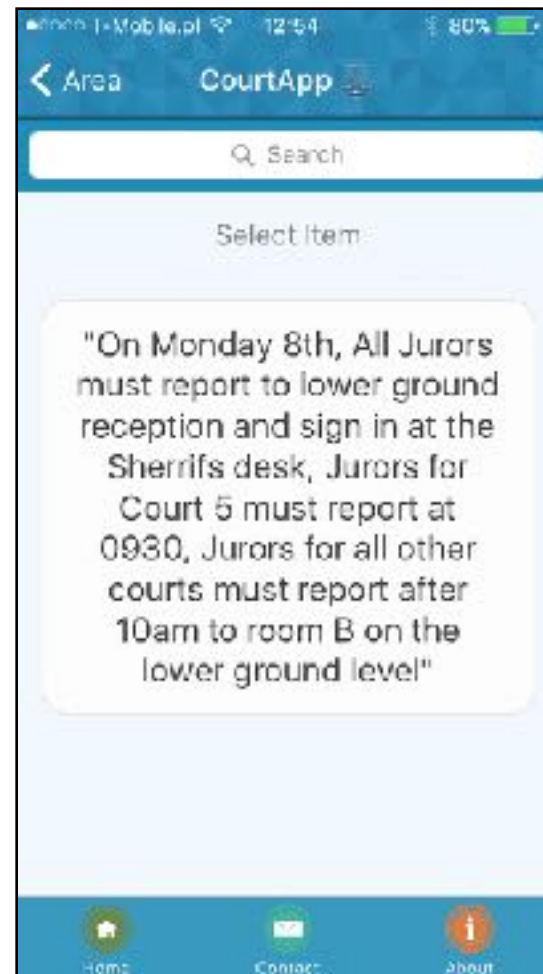 T-Mobile.pl 12:54 80%
Area CourtApp
Search
Select Item
"On Monday 8th, All Jurors
must report to lower ground
reception and sign in at the
Sherrifs desk, Jurors for
Court 5 must report at
0930, Jurors for all other
courts must report after
10am to room B on the
lower ground level"
Home Contact About